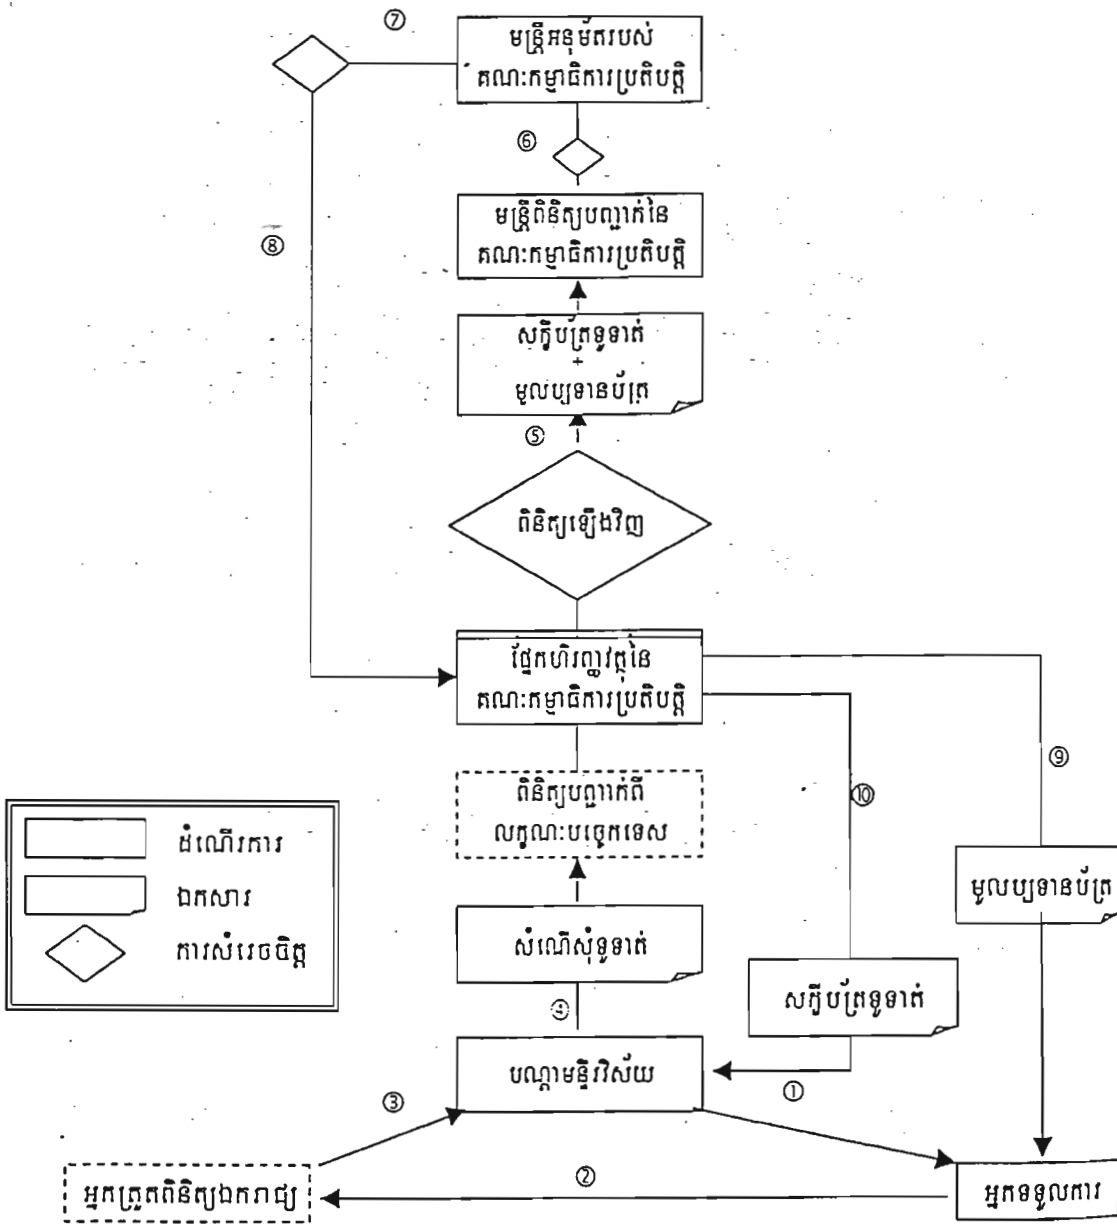 ⑦
មន្ត្រីអនុម័តរបស់
គណៈកម្មាធិការប្រតិបត្តិ
⑥
មន្ត្រីពិនិត្យបញ្ជាក់នៃ
គណៈកម្មាធិការប្រតិបត្តិ
⑧
សក្ខីប័ត្រទូទាត់
+
មូលប្បទានប័ត្រ
⑤
ពិនិត្យឡើងវិញ
ផ្នែកហិរញ្ញវត្ថុនៃ
គណៈកម្មាធិការប្រតិបត្តិ
⑨
⑩
ពិនិត្យបញ្ជាក់ពី
លក្ខណៈបច្ចេកទេស
ដំណើរការ
ឯកសារ
ការសំរេចចិត្ត
មូលប្បទានប័ត្រ
សំណើសុំទូទាត់
សក្ខីប័ត្រទូទាត់
④
បណ្តាមន្ទីរវិស័យ
①
③
②
អ្នកត្រួតពិនិត្យឯករាជ្យ
អ្នកទទួលការ